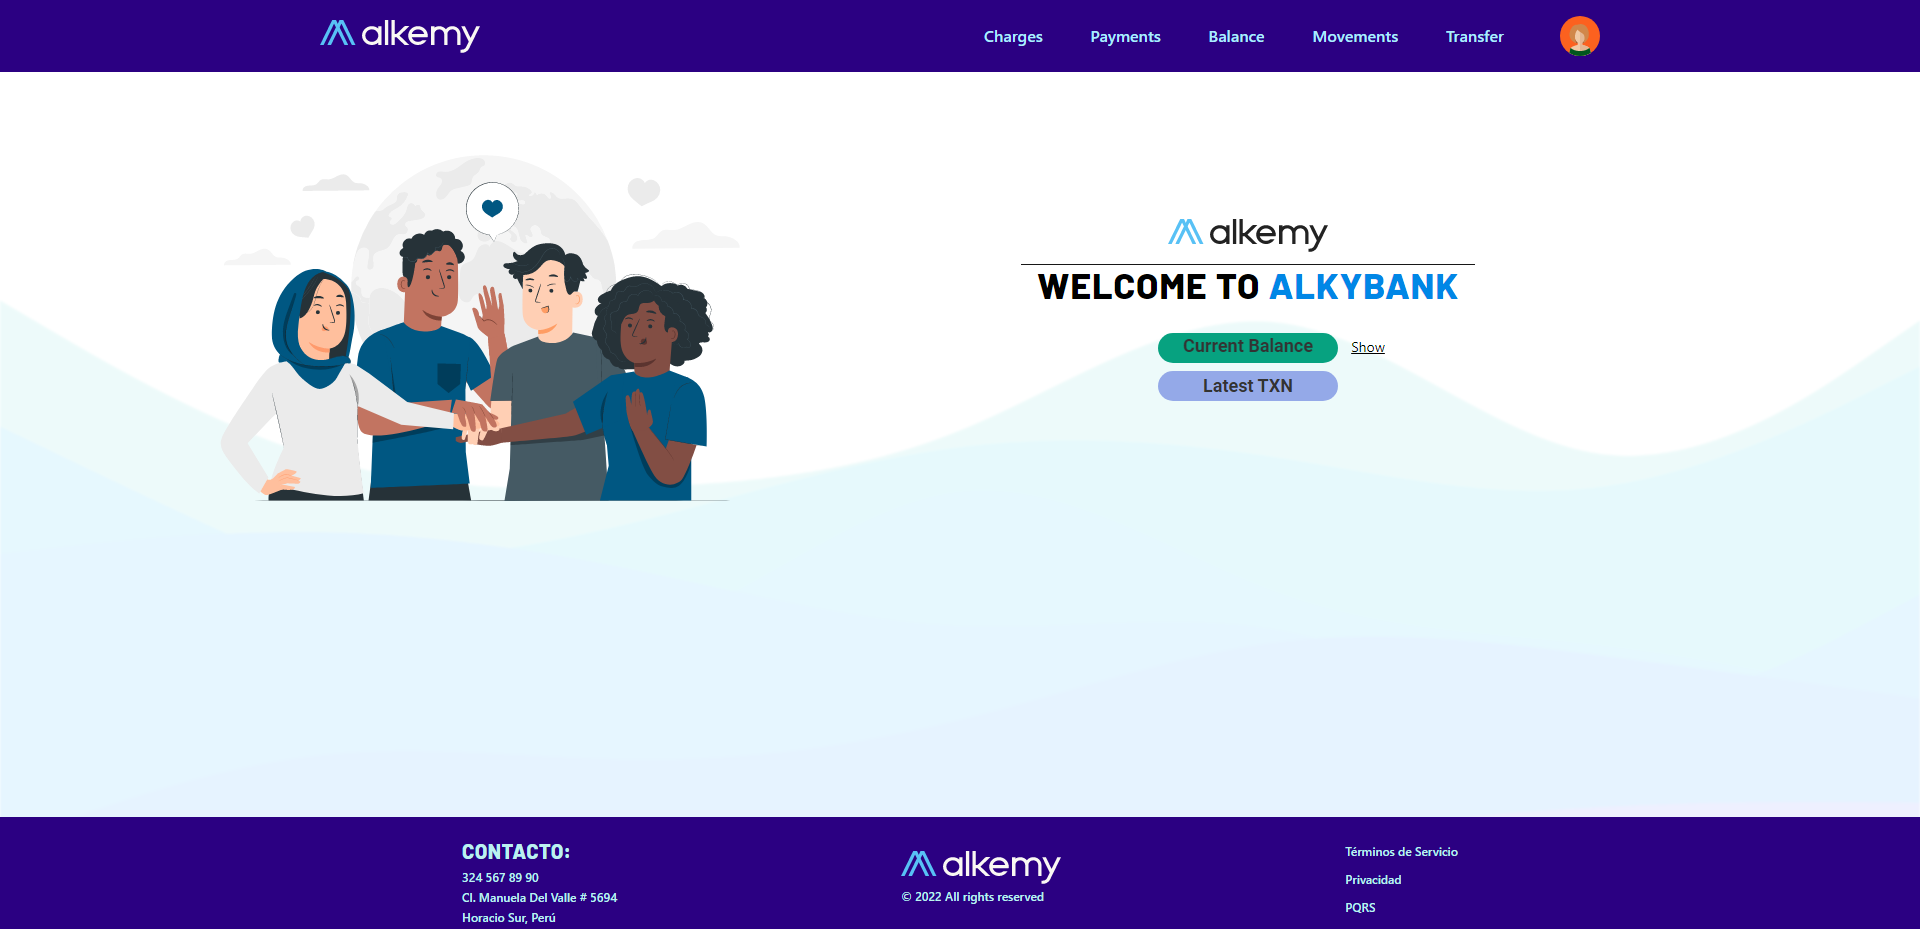 alkemy
Charges Payments Balance Movements Transfer
alkemy
WELCOME TO ALKYBANK
Current Balance Show
Latest TXN
CONTACTO:
324 567 89 90
Cl. Manuela Del Valle # 5694
Horacio Sur, Perú
alkemy
© 2022 All rights reserved
Términos de Servicio
Privacidad
PQRS